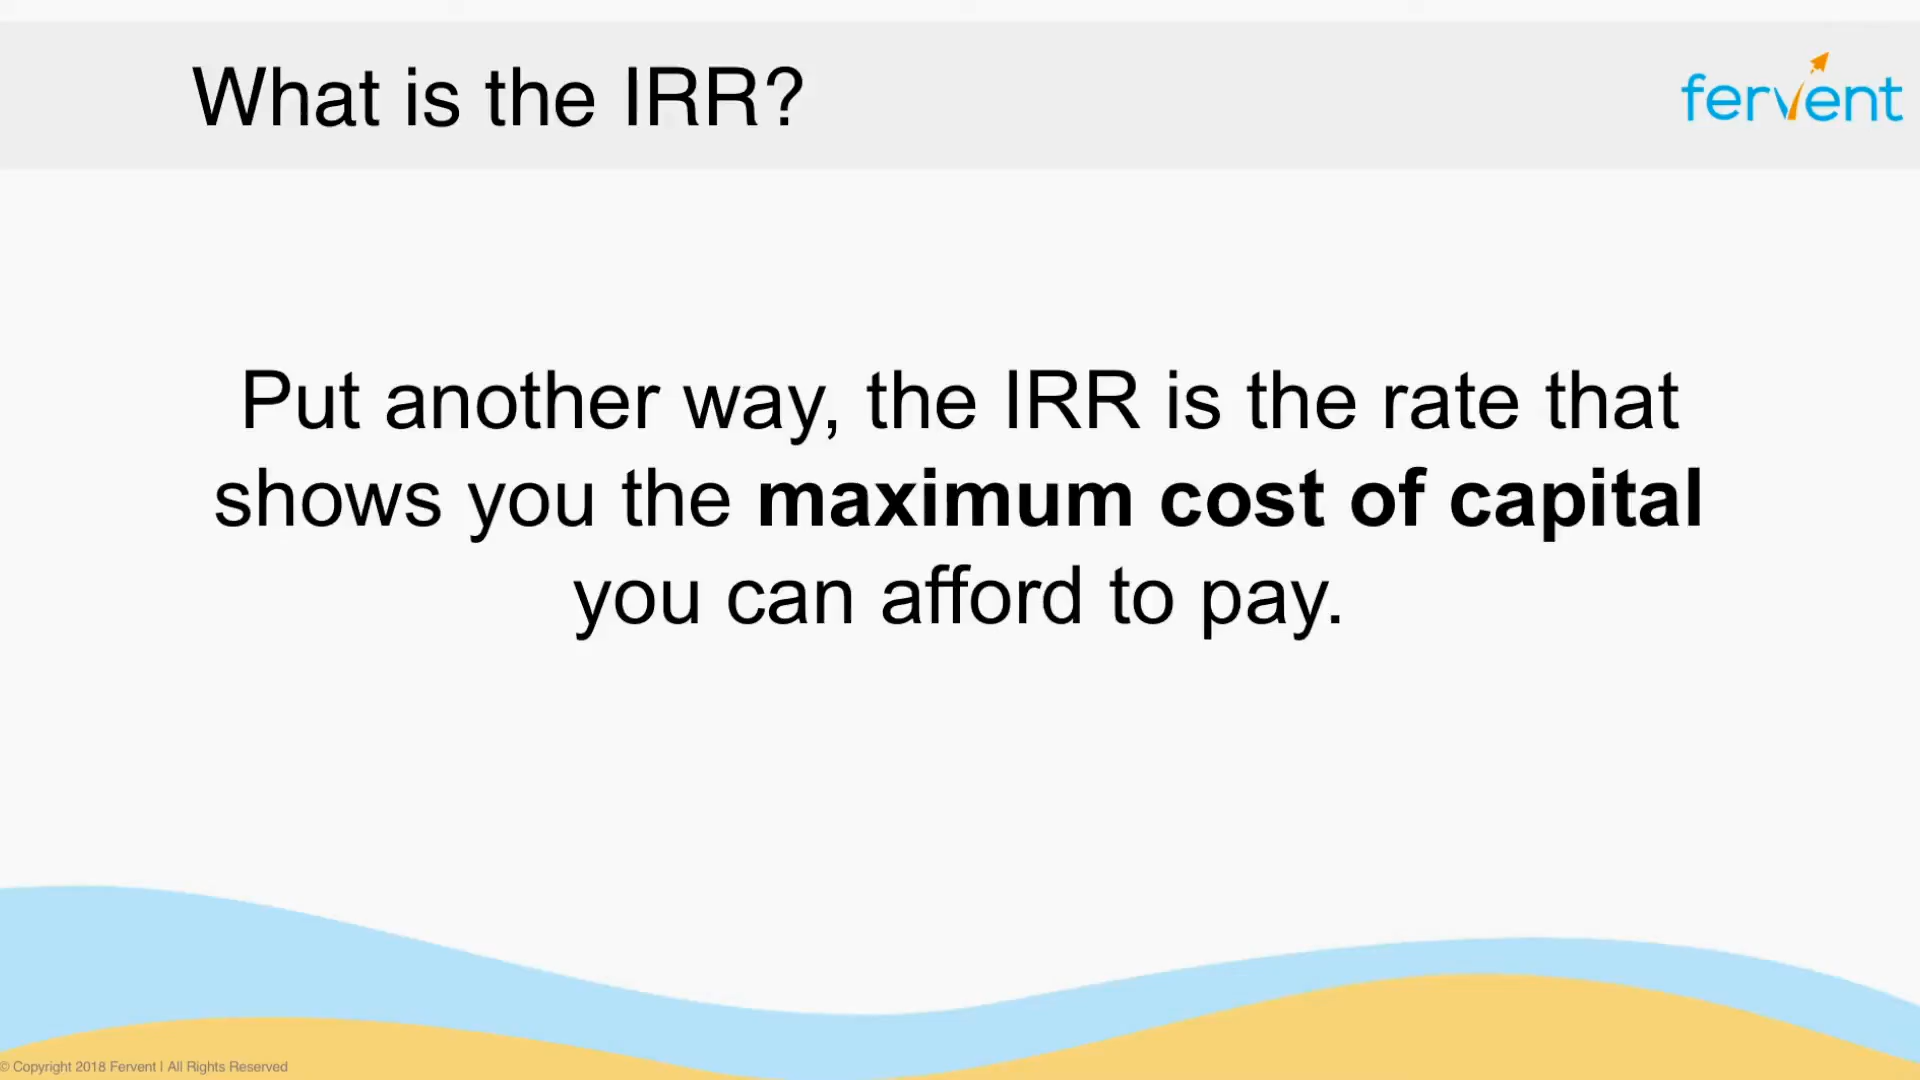 What is the IRR?
fervent
Put another way, the IRR is the rate that
shows you the maximum cost of capital
you can afford to pay.
© Copyright 2018 Fervent | All Rights Reserved